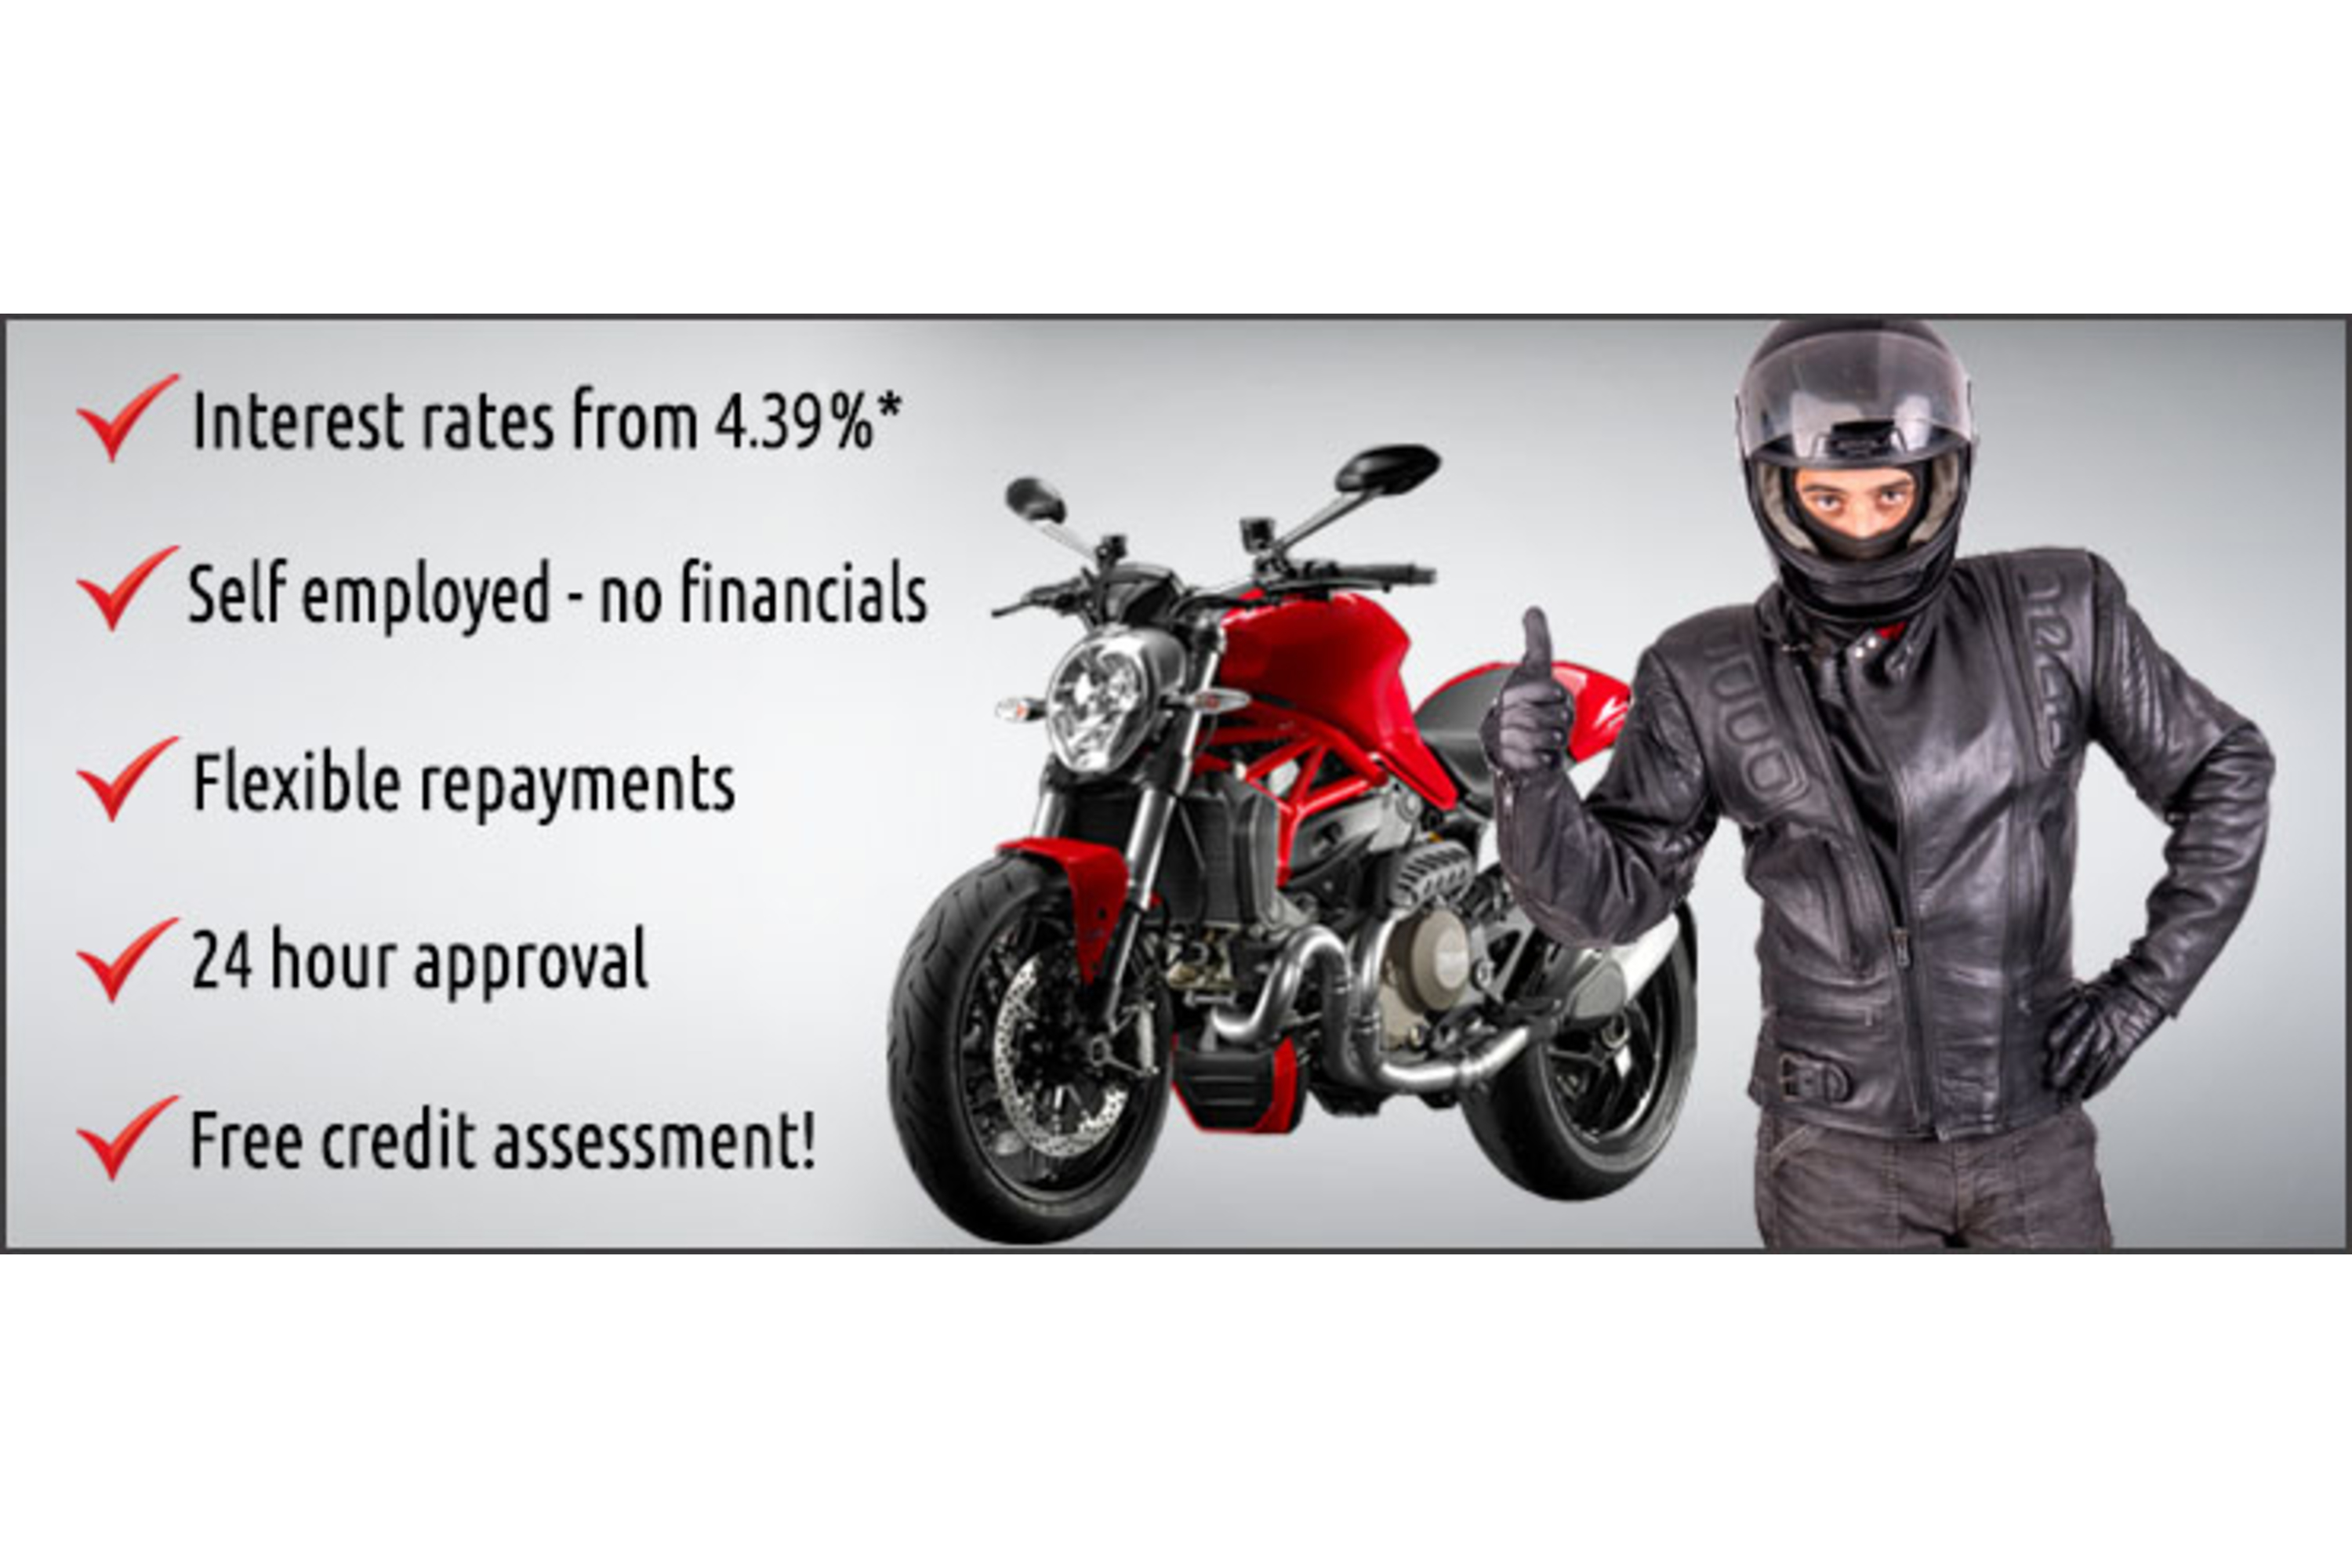 Interest rates from 4.39%*
Self employed - no financials
Flexible repayments
24 hour approval
Free credit assessment!